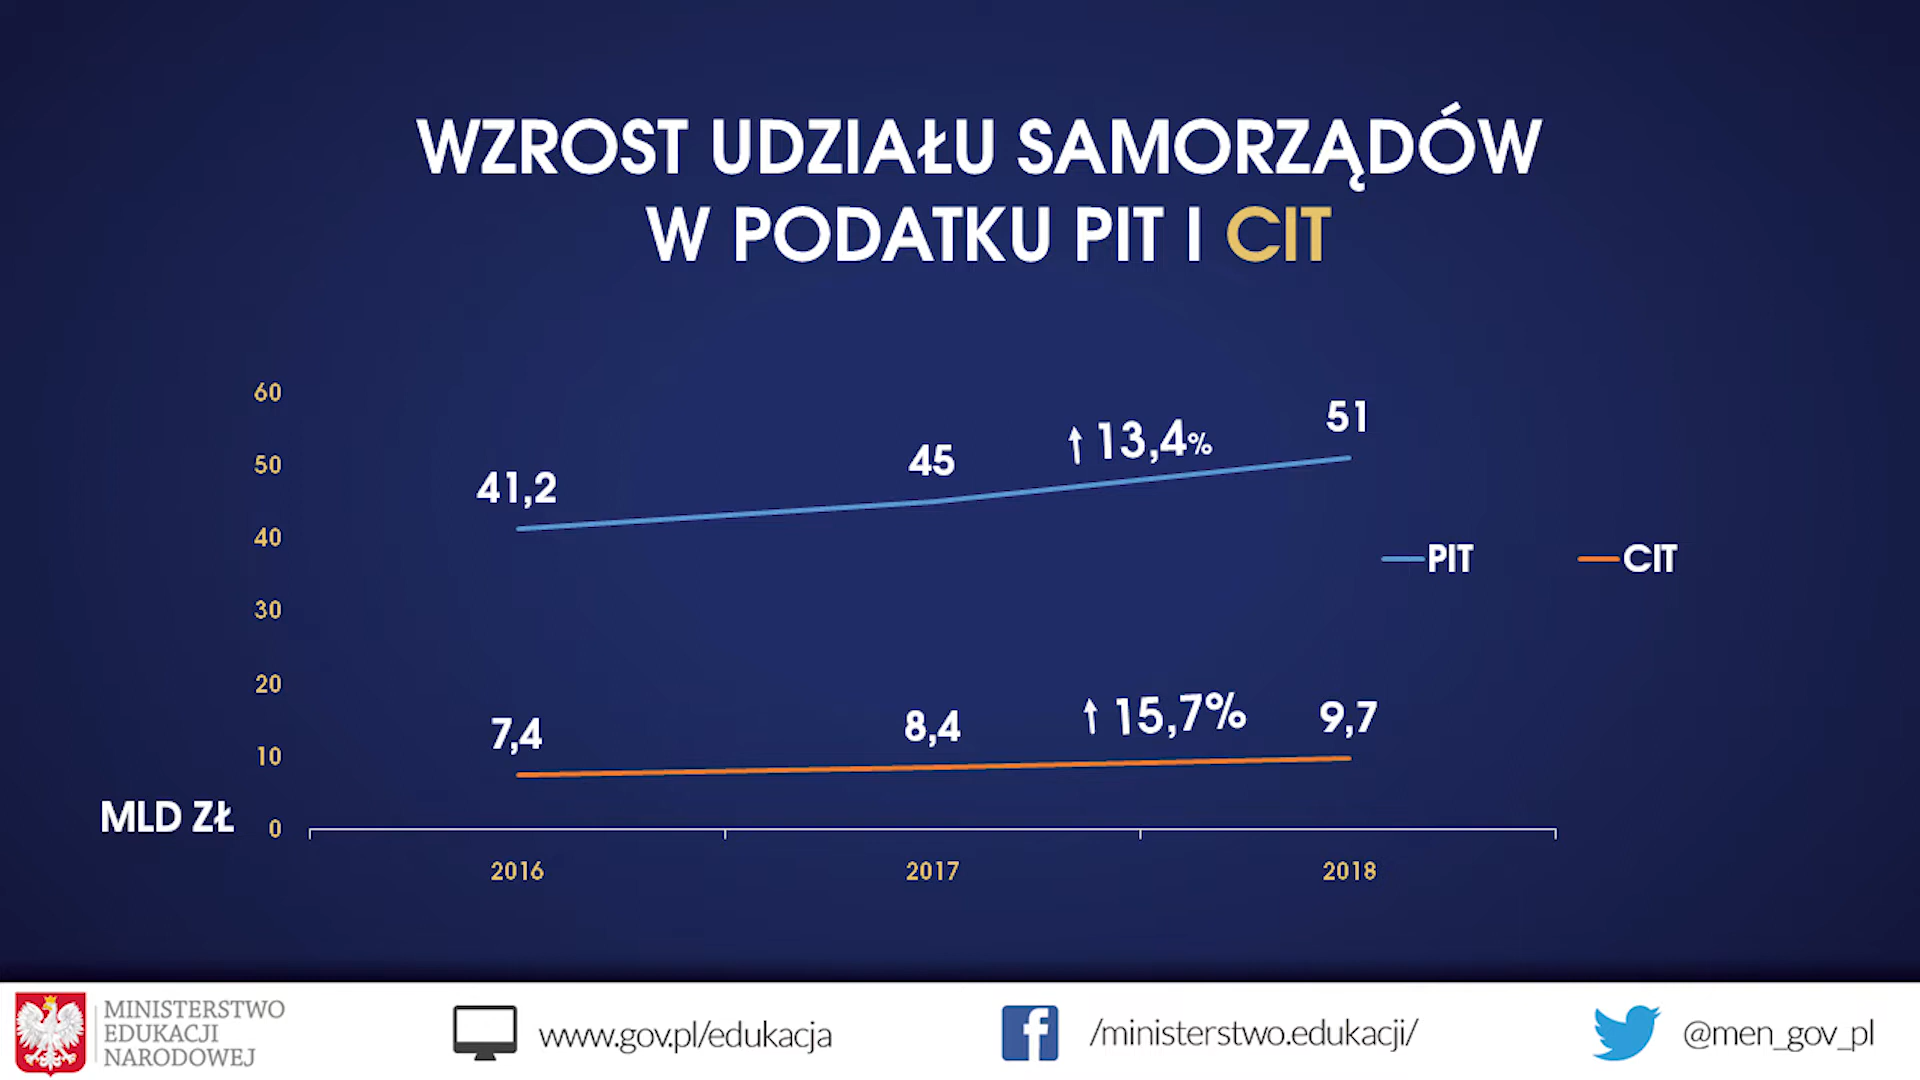 WZROST UDZIAŁU SAMORZĄDÓW
W PODATKU PIT I CIT
60
50
40
30
20
10
0
MLD ZŁ
41,2
45
↑ 13,4%
51
PIT
CIT
7,4
8,4
↑ 15,7%
9,7
2016
2017
2018
MINISTERSTWO
EDUKACJI
NARODOWEJ
www.gov.pl/edukacja
/ministerstwo.edukacji/
@men_gov_pl